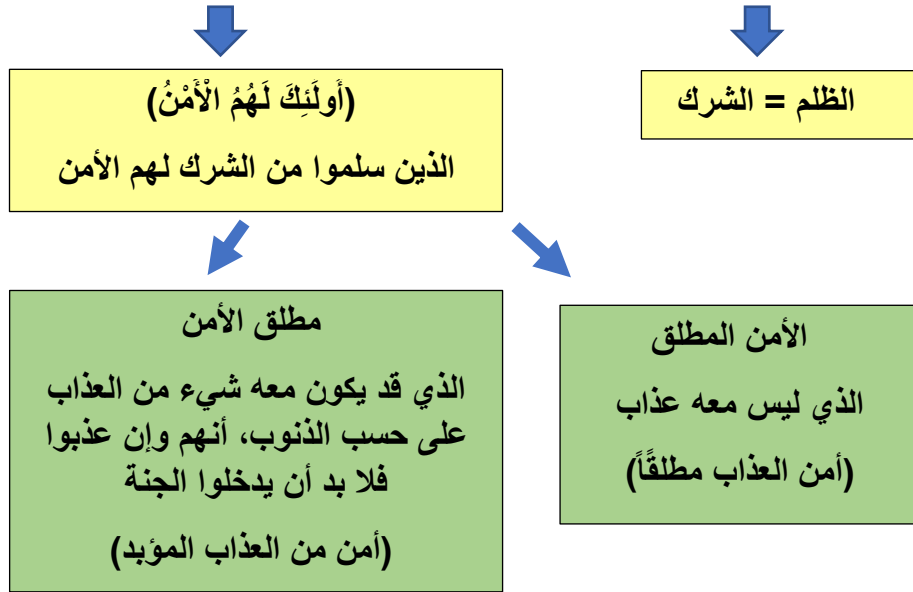 الظلم = الشرك
(أُولَئِكَ لَهُمُ الْأَمْنُ)
الذين سلموا من الشرك لهم الأمن
الأمن المطلق
الذي ليس معه عذاب
(أمن العذاب مطلقًاً)
مطلق الأمن
الذي قد يكون معه شيء من العذاب
على حسب الذنوب، أنهم وإن عذبوا
فلا بد أن يدخلوا الجنة
(أمن من العذاب المؤبد)